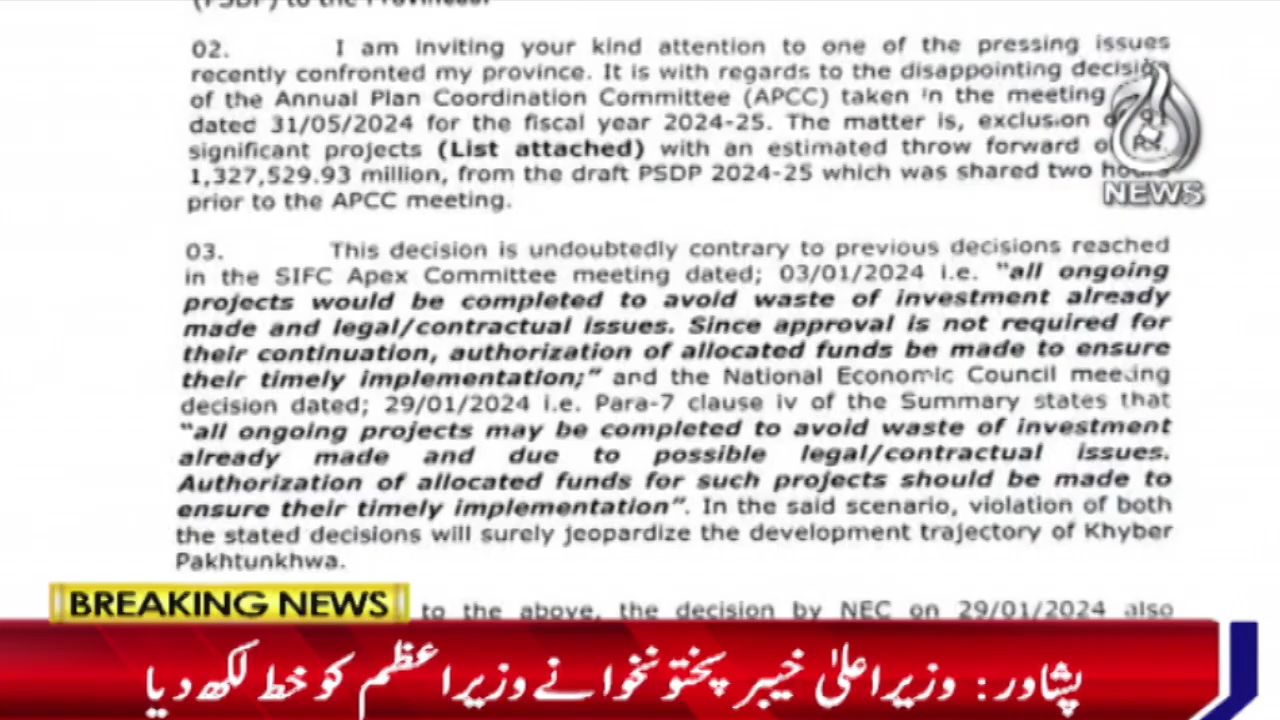 (PSDP) to the Provinces.
02. I am inviting your kind attention to one of the pressing issues
recently confronted my province. It is with regards to the disappointing decision
of the Annual Plan Coordination Committee (APCC) taken in the meeting
dated 31/05/2024 for the fiscal year 2024-25. The matter is, exclusion of 91
significant projects (List attached) with an estimated throw forward of Rs.
1,327,529.93 million, from the draft PSDP 2024-25 which was shared two hours
prior to the APCC meeting.
03. This decision is undoubtedly contrary to previous decisions reached
in the SIFC Apex Committee meeting dated; 03/01/2024 i.e. "all ongoing
projects would be completed to avoid waste of investment already
made and legal/contractual issues. Since approval is not required for
their continuation, authorization of allocated funds be made to ensure
their timely implementation;" and the National Economic Council meeting
decision dated; 29/01/2024 i.e. Para-7 clause iv of the Summary states that
"all ongoing projects may be completed to avoid waste of investment
already made and due to possible legal/contractual issues.
Authorization of allocated funds for such projects should be made to
ensure their timely implementation". In the said scenario, violation of both
the stated decisions will surely jeopardize the development trajectory of Khyber
Pakhtunkhwa.
to the above, the decision by NEC on 29/01/2024 also
NEWS
BREAKING NEWS
پشاور: وزیراعلیٰ خیبر پختونخوا نے وزیراعظم کو خط لکھ دیا